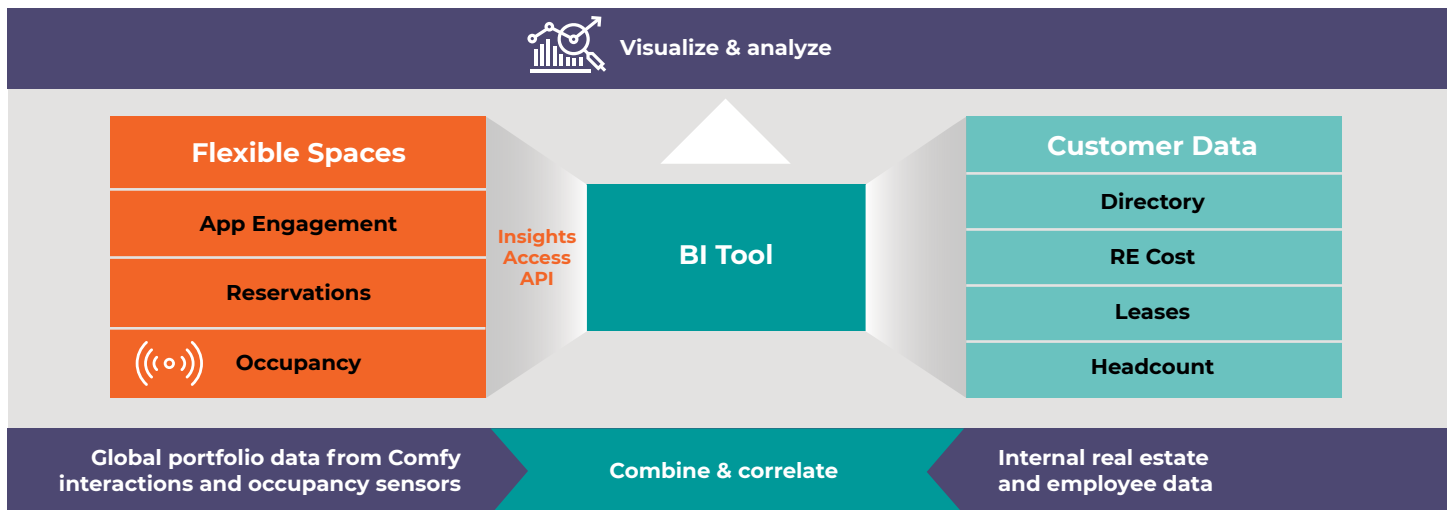 Visualize & analyze
Flexible Spaces
App Engagement
Reservations
Occupancy
Insights
Access
API
BI Tool
Customer Data
Directory
RE Cost
Leases
Headcount
Global portfolio data from Comfy
interactions and occupancy sensors
Combine & correlate
Internal real estate
and employee data